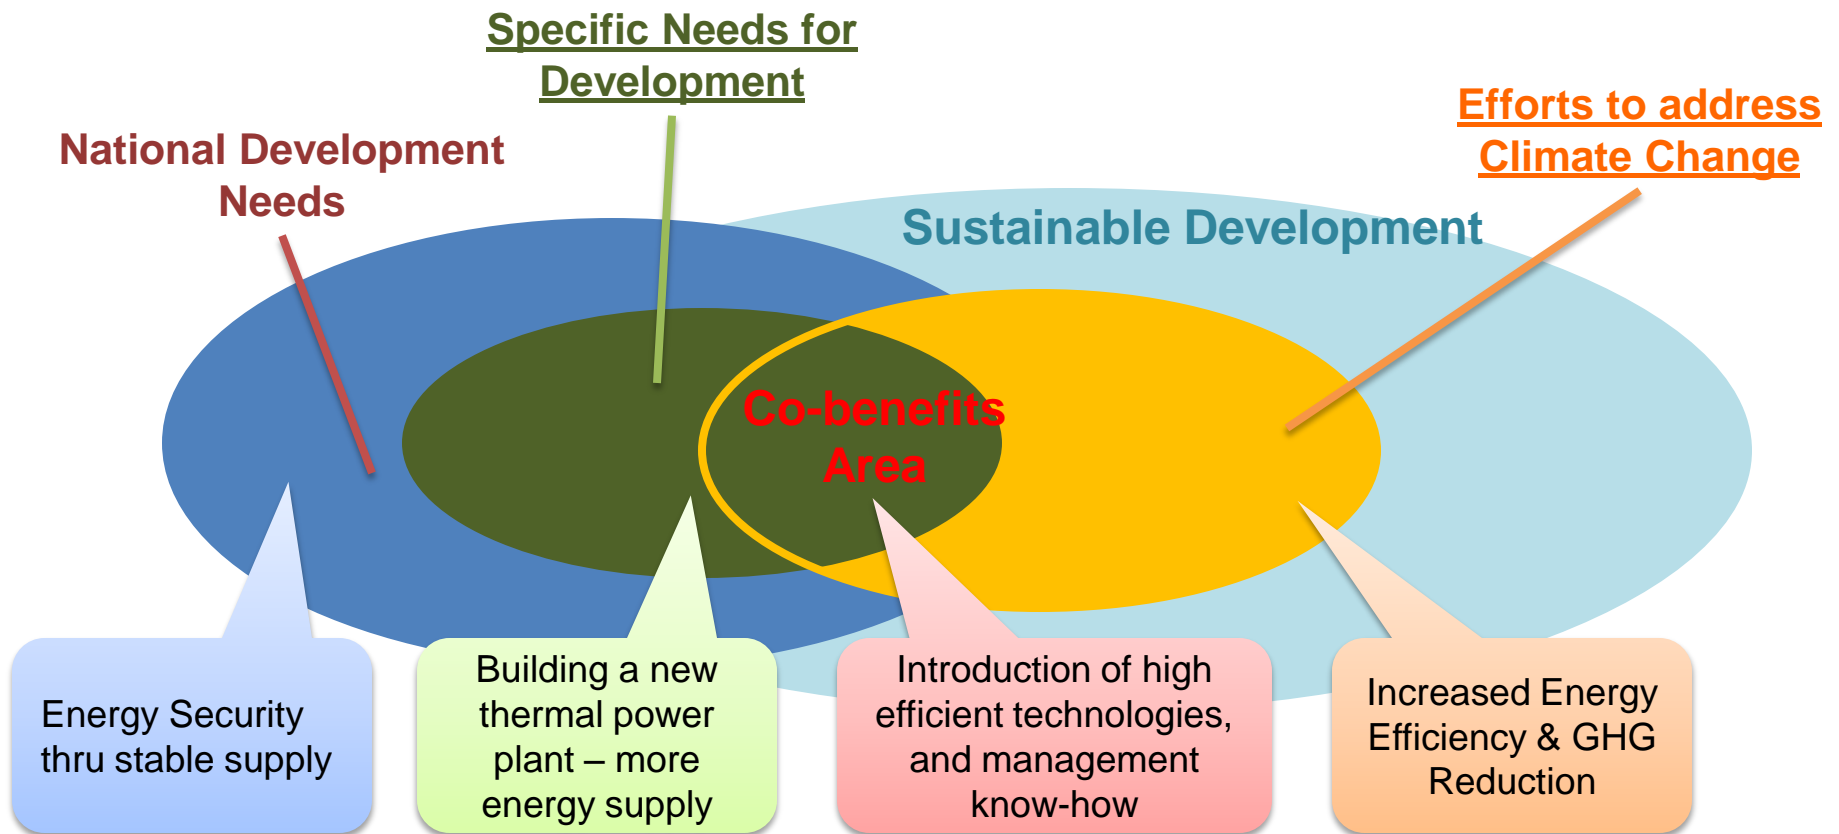 Specific Needs for
Development
Efforts to address
Climate Change
National Development
Needs
Sustainable Development
Co-benefits
Area
Energy Security
thru stable supply
Building a new
thermal power
plant – more
energy supply
Introduction of high
efficient technologies,
and management
know-how
Increased Energy
Efficiency & GHG
Reduction